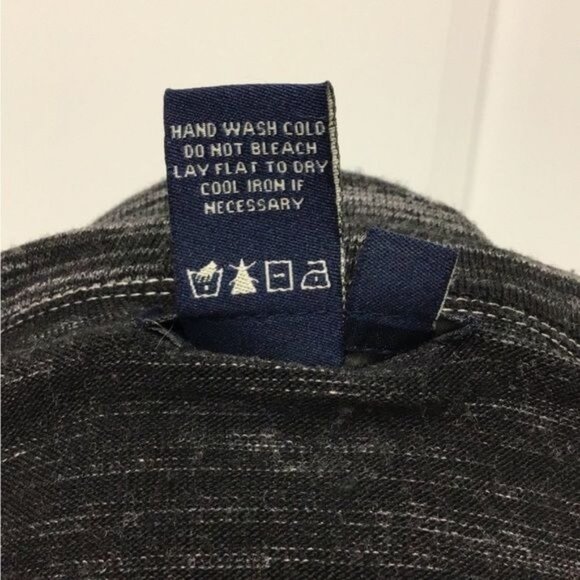 HAND WASH COLD
DO NOT BLEACH
LAY FLAT TO DRY
COOL IRON IF
NECESSARY